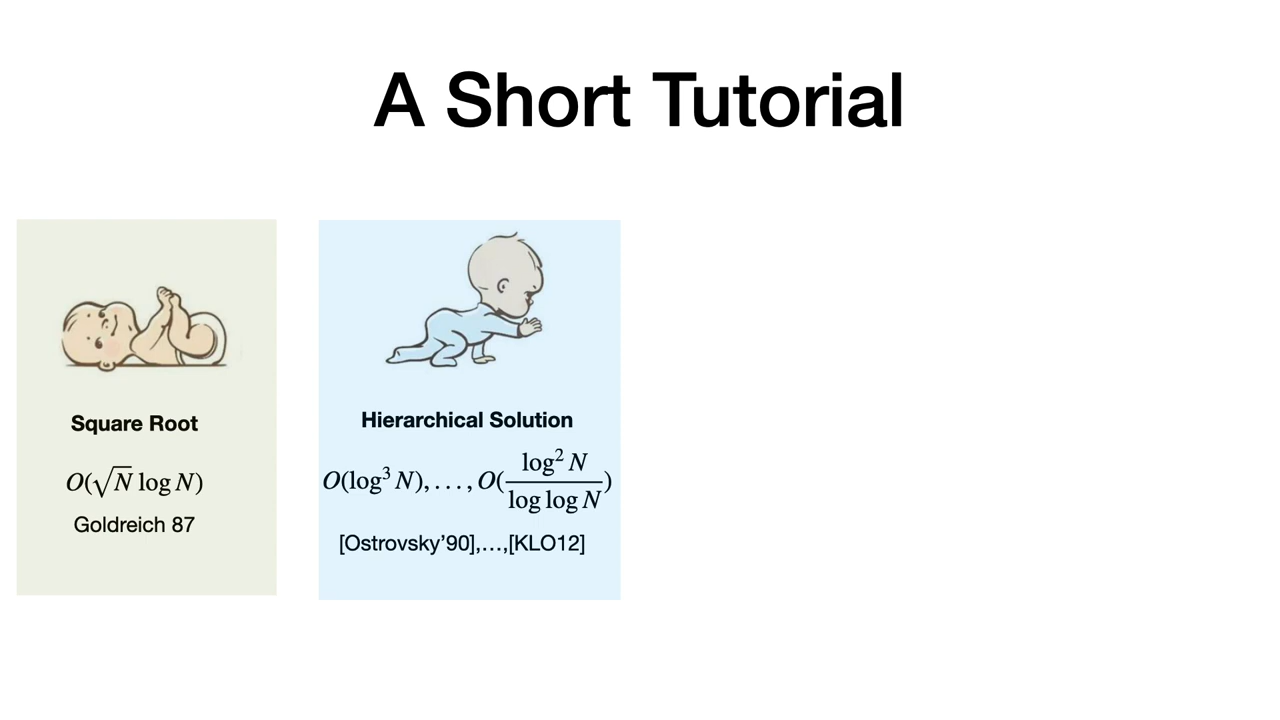 A Short Tutorial
Square Root
O(√N log N)
Goldreich 87
Hierarchical Solution
O(log³ N), . . . , O(log² N / log log N)
[Ostrovsky’90],…,[KLO12]